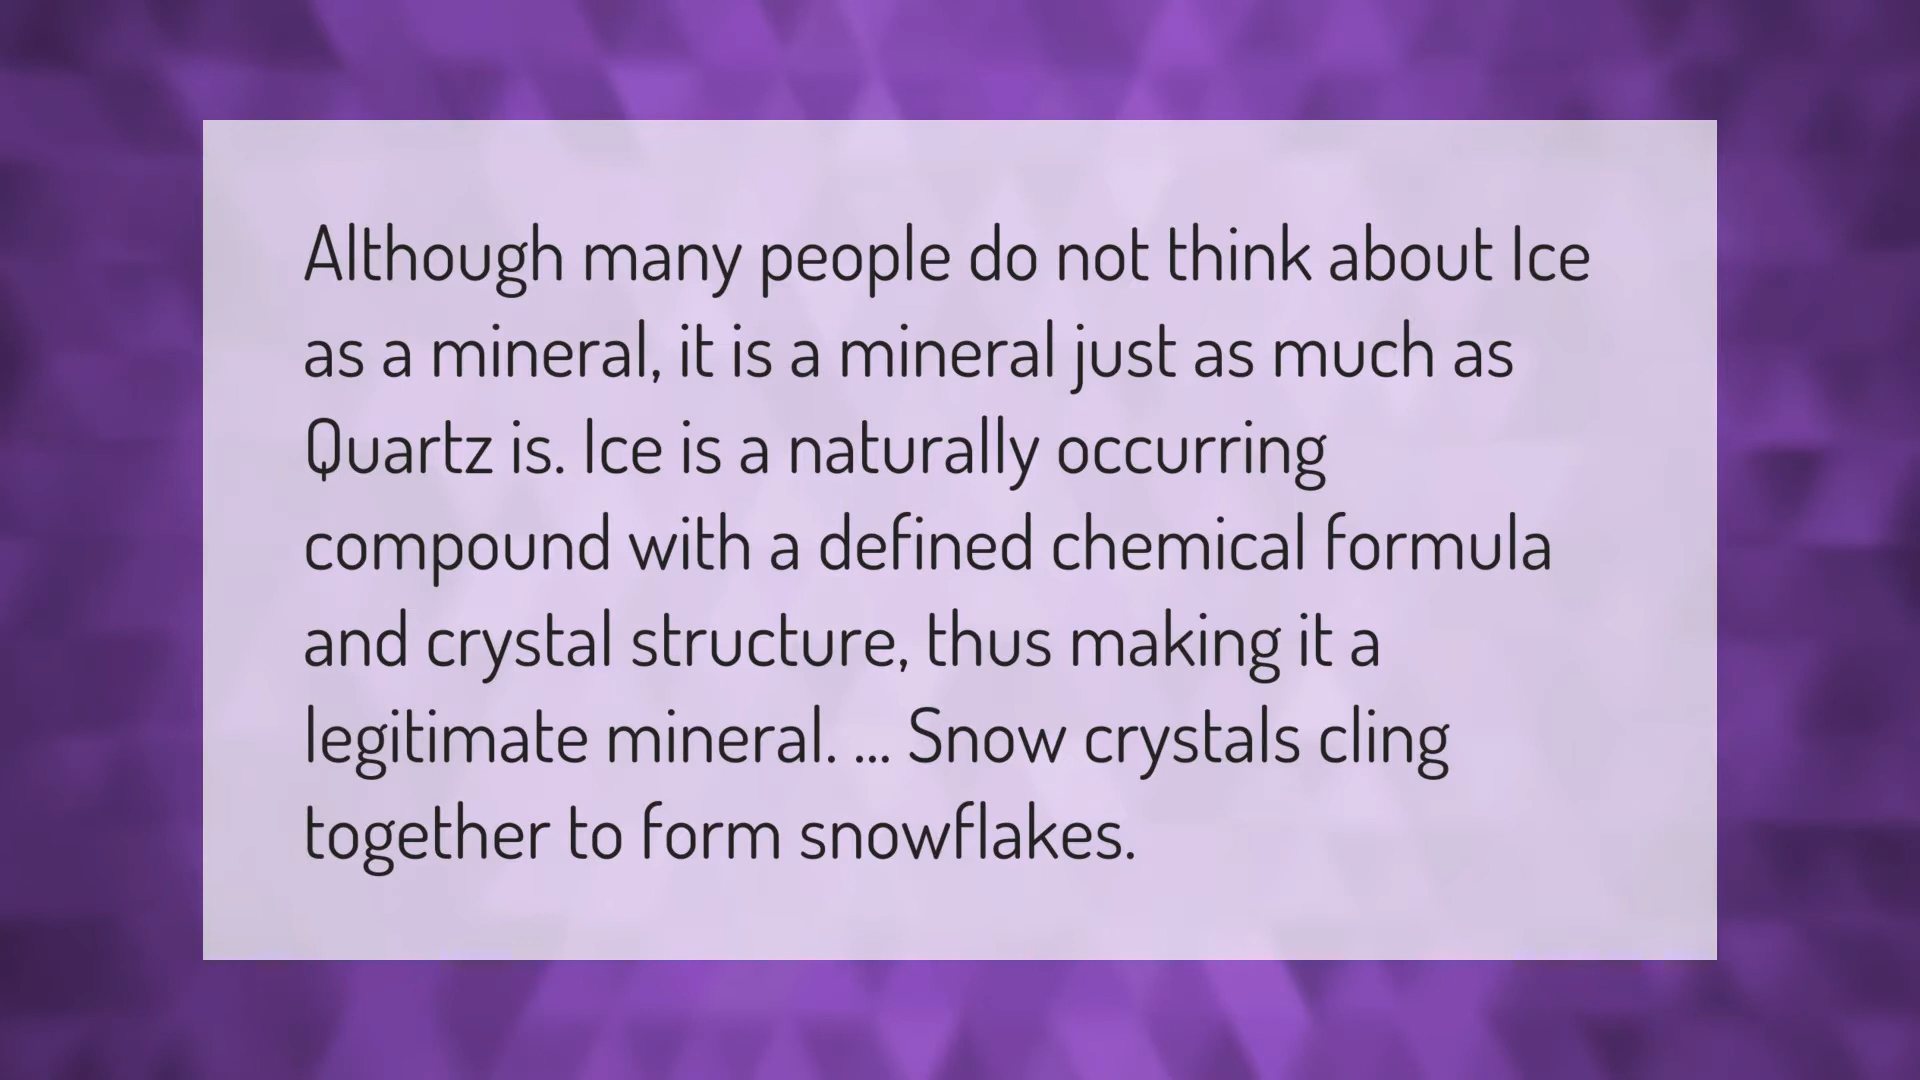 Although many people do not think about Ice
as a mineral, it is a mineral just as much as
Quartz is. Ice is a naturally occurring
compound with a defined chemical formula
and crystal structure, thus making it a
legitimate mineral. ... Snow crystals cling
together to form snowflakes.